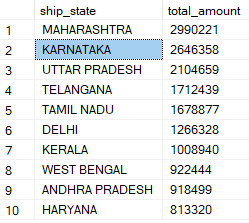 ship_state total_amount
1 MAHARASHTRA 2990221
2 KARNATAKA 2646358
3 UTTAR PRADESH 2104659
4 TELANGANA 1712439
5 TAMIL NADU 1678877
6 DELHI 1266328
7 KERALA 1008940
8 WEST BENGAL 922444
9 ANDHRA PRADESH 918499
10 HARYANA 813320